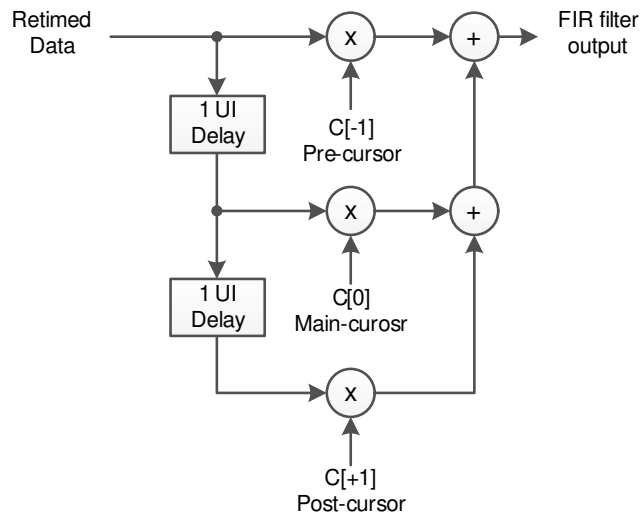 Retimed
Data
x
+
FIR filter
output
1 UI
Delay
C[-1]
Pre-cursor
x
+
1 UI
Delay
C[0]
Main-curosr
x
C[+1]
Post-cursor